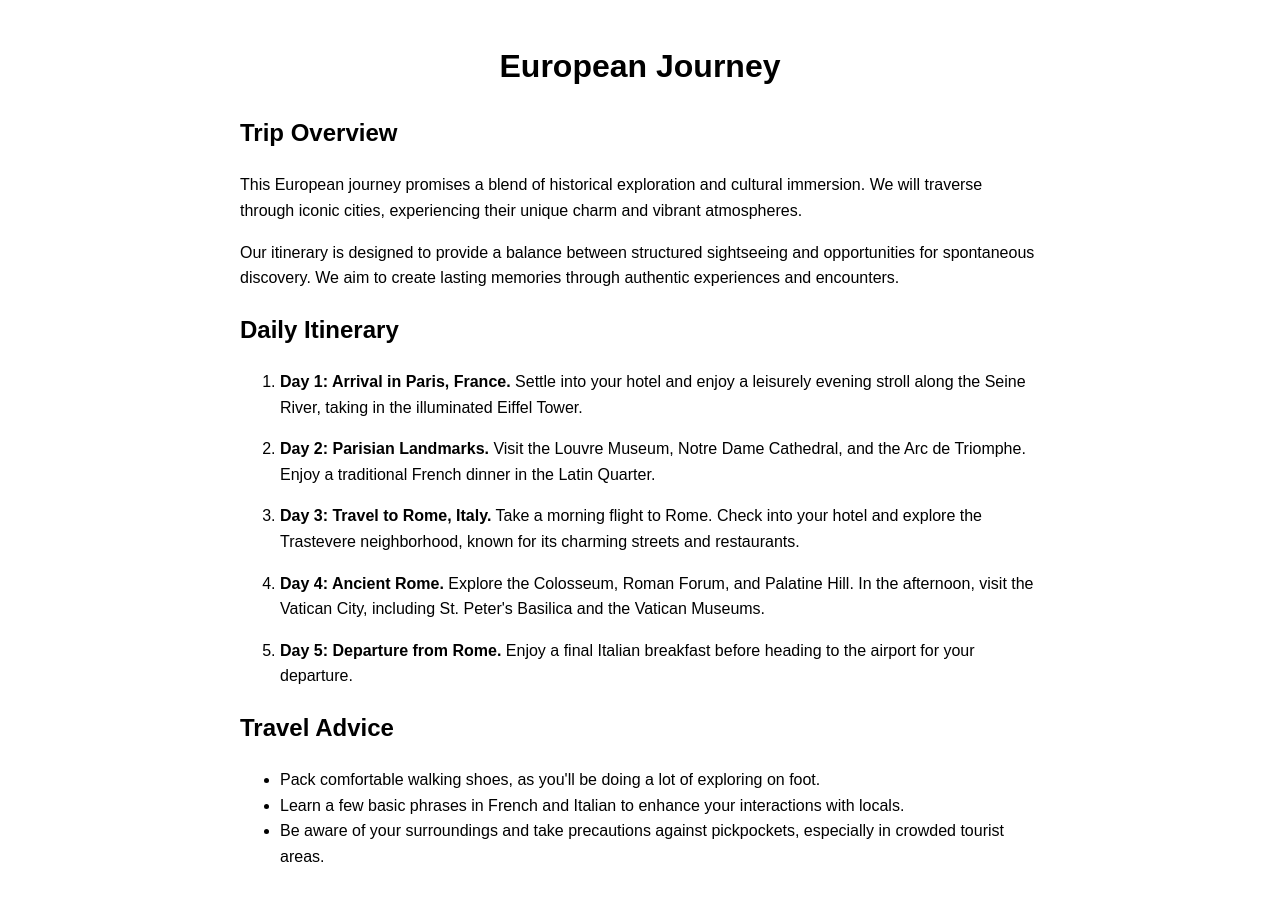 European Journey
Trip Overview
This European journey promises a blend of historical exploration and cultural immersion. We will traverse
through iconic cities, experiencing their unique charm and vibrant atmospheres.
Our itinerary is designed to provide a balance between structured sightseeing and opportunities for spontaneous
discovery. We aim to create lasting memories through authentic experiences and encounters.
Daily Itinerary
1. Day 1: Arrival in Paris, France. Settle into your hotel and enjoy a leisurely evening stroll along the Seine
River, taking in the illuminated Eiffel Tower.
2. Day 2: Parisian Landmarks. Visit the Louvre Museum, Notre Dame Cathedral, and the Arc de Triomphe.
Enjoy a traditional French dinner in the Latin Quarter.
3. Day 3: Travel to Rome, Italy. Take a morning flight to Rome. Check into your hotel and explore the
Trastevere neighborhood, known for its charming streets and restaurants.
4. Day 4: Ancient Rome. Explore the Colosseum, Roman Forum, and Palatine Hill. In the afternoon, visit the
Vatican City, including St. Peter's Basilica and the Vatican Museums.
5. Day 5: Departure from Rome. Enjoy a final Italian breakfast before heading to the airport for your
departure.
Travel Advice
• Pack comfortable walking shoes, as you'll be doing a lot of exploring on foot.
• Learn a few basic phrases in French and Italian to enhance your interactions with locals.
• Be aware of your surroundings and take precautions against pickpockets, especially in crowded tourist
areas.